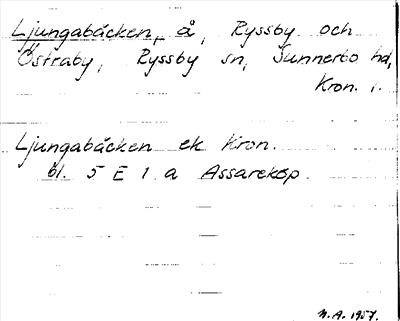 Ljungabäcken, å, Ryssby och
Östraby, Ryssby sn, Sunnerbo hd,
Kron. l.
Ljungabäcken ek Kron.
bl. 5 E 1 a Assareköp.
N.A. 1957.